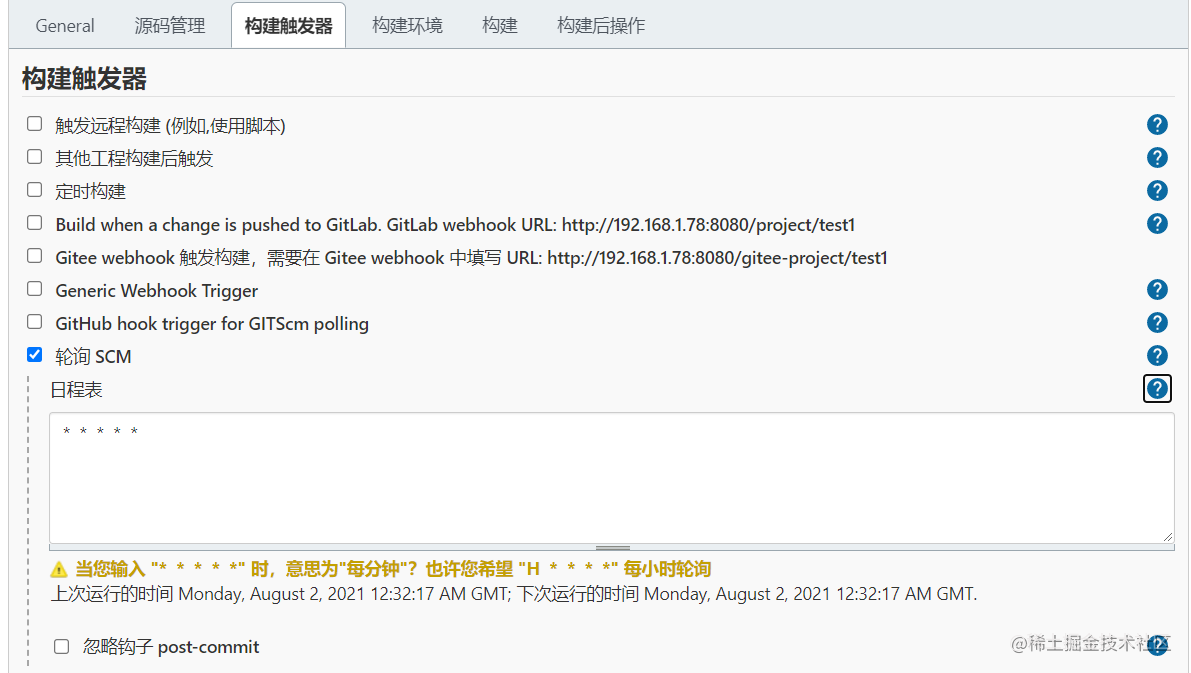 General 源码管理 构建触发器 构建环境 构建 构建后操作
构建触发器
触发远程构建 (例如,使用脚本)
其他工程构建后触发
定时构建
Build when a change is pushed to GitLab. GitLab webhook URL: http://192.168.1.78:8080/project/test1
Gitee webhook 触发构建，需要在 Gitee webhook 中填写 URL: http://192.168.1.78:8080/gitee-project/test1
Generic Webhook Trigger
GitHub hook trigger for GITScm polling
轮询 SCM
日程表
* * * * *
当您输入 "* * * * *" 时，意思为"每分钟"？也许您希望 "H * * * *" 每小时轮询
上次运行的时间 Monday, August 2, 2021 12:32:17 AM GMT; 下次运行的时间 Monday, August 2, 2021 12:32:17 AM GMT.
忽略钩子 post-commit
@稀土掘金技术社区